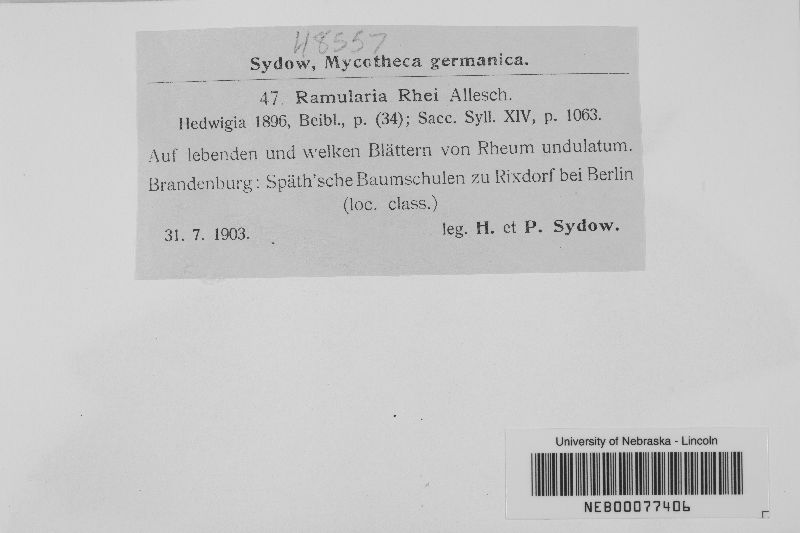 48557
Sydow, Mycotheca germanica.
47. Ramularia Rhei Allesch.
Hedwigia 1896, Beibl., p. (34); Sacc. Syll. XIV, p. 1063.
Auf lebenden und welken Blättern von Rheum undulatum.
Brandenburg: Späth'sche Baumschulen zu Rixdorf bei Berlin
(loc. class.)
31. 7. 1903.
leg. H. et P. Sydow.
University of Nebraska - Lincoln
NEB00077406